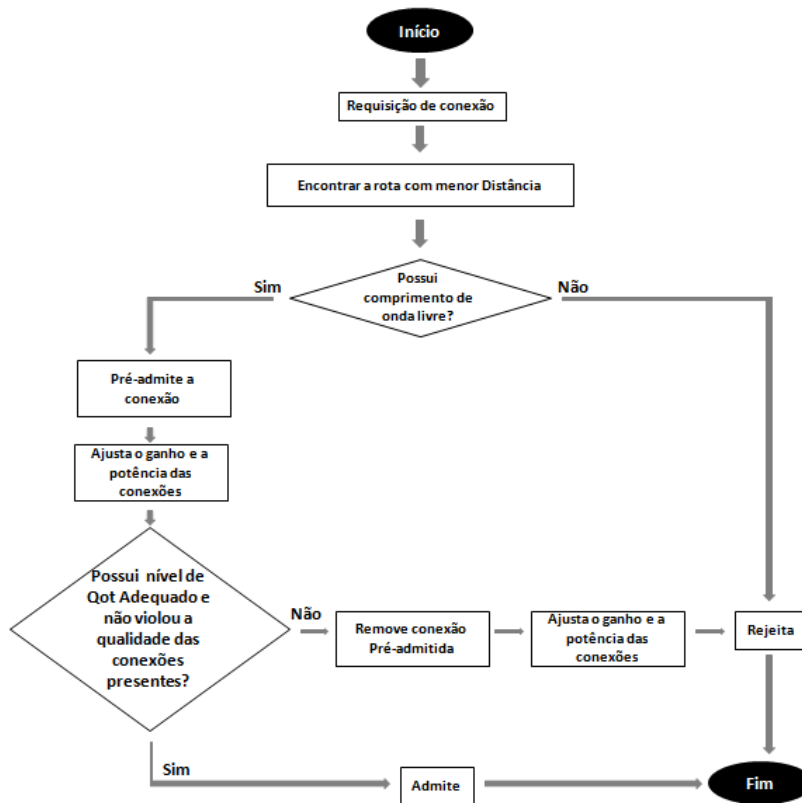 Início
Requisição de conexão
Encontrar a rota com menor Distância
Possui
comprimento de
onda livre?
Sim
Não
Pré-admite a
conexão
Ajusta o ganho e a
potência das
conexões
Possui nível de
Qot Adequado e
não violou a
qualidade das
conexões
presentes?
Não
Remove conexão
Pré-admitida
Ajusta o ganho e a
potência das
conexões
Rejeita
Sim
Admite
Fim